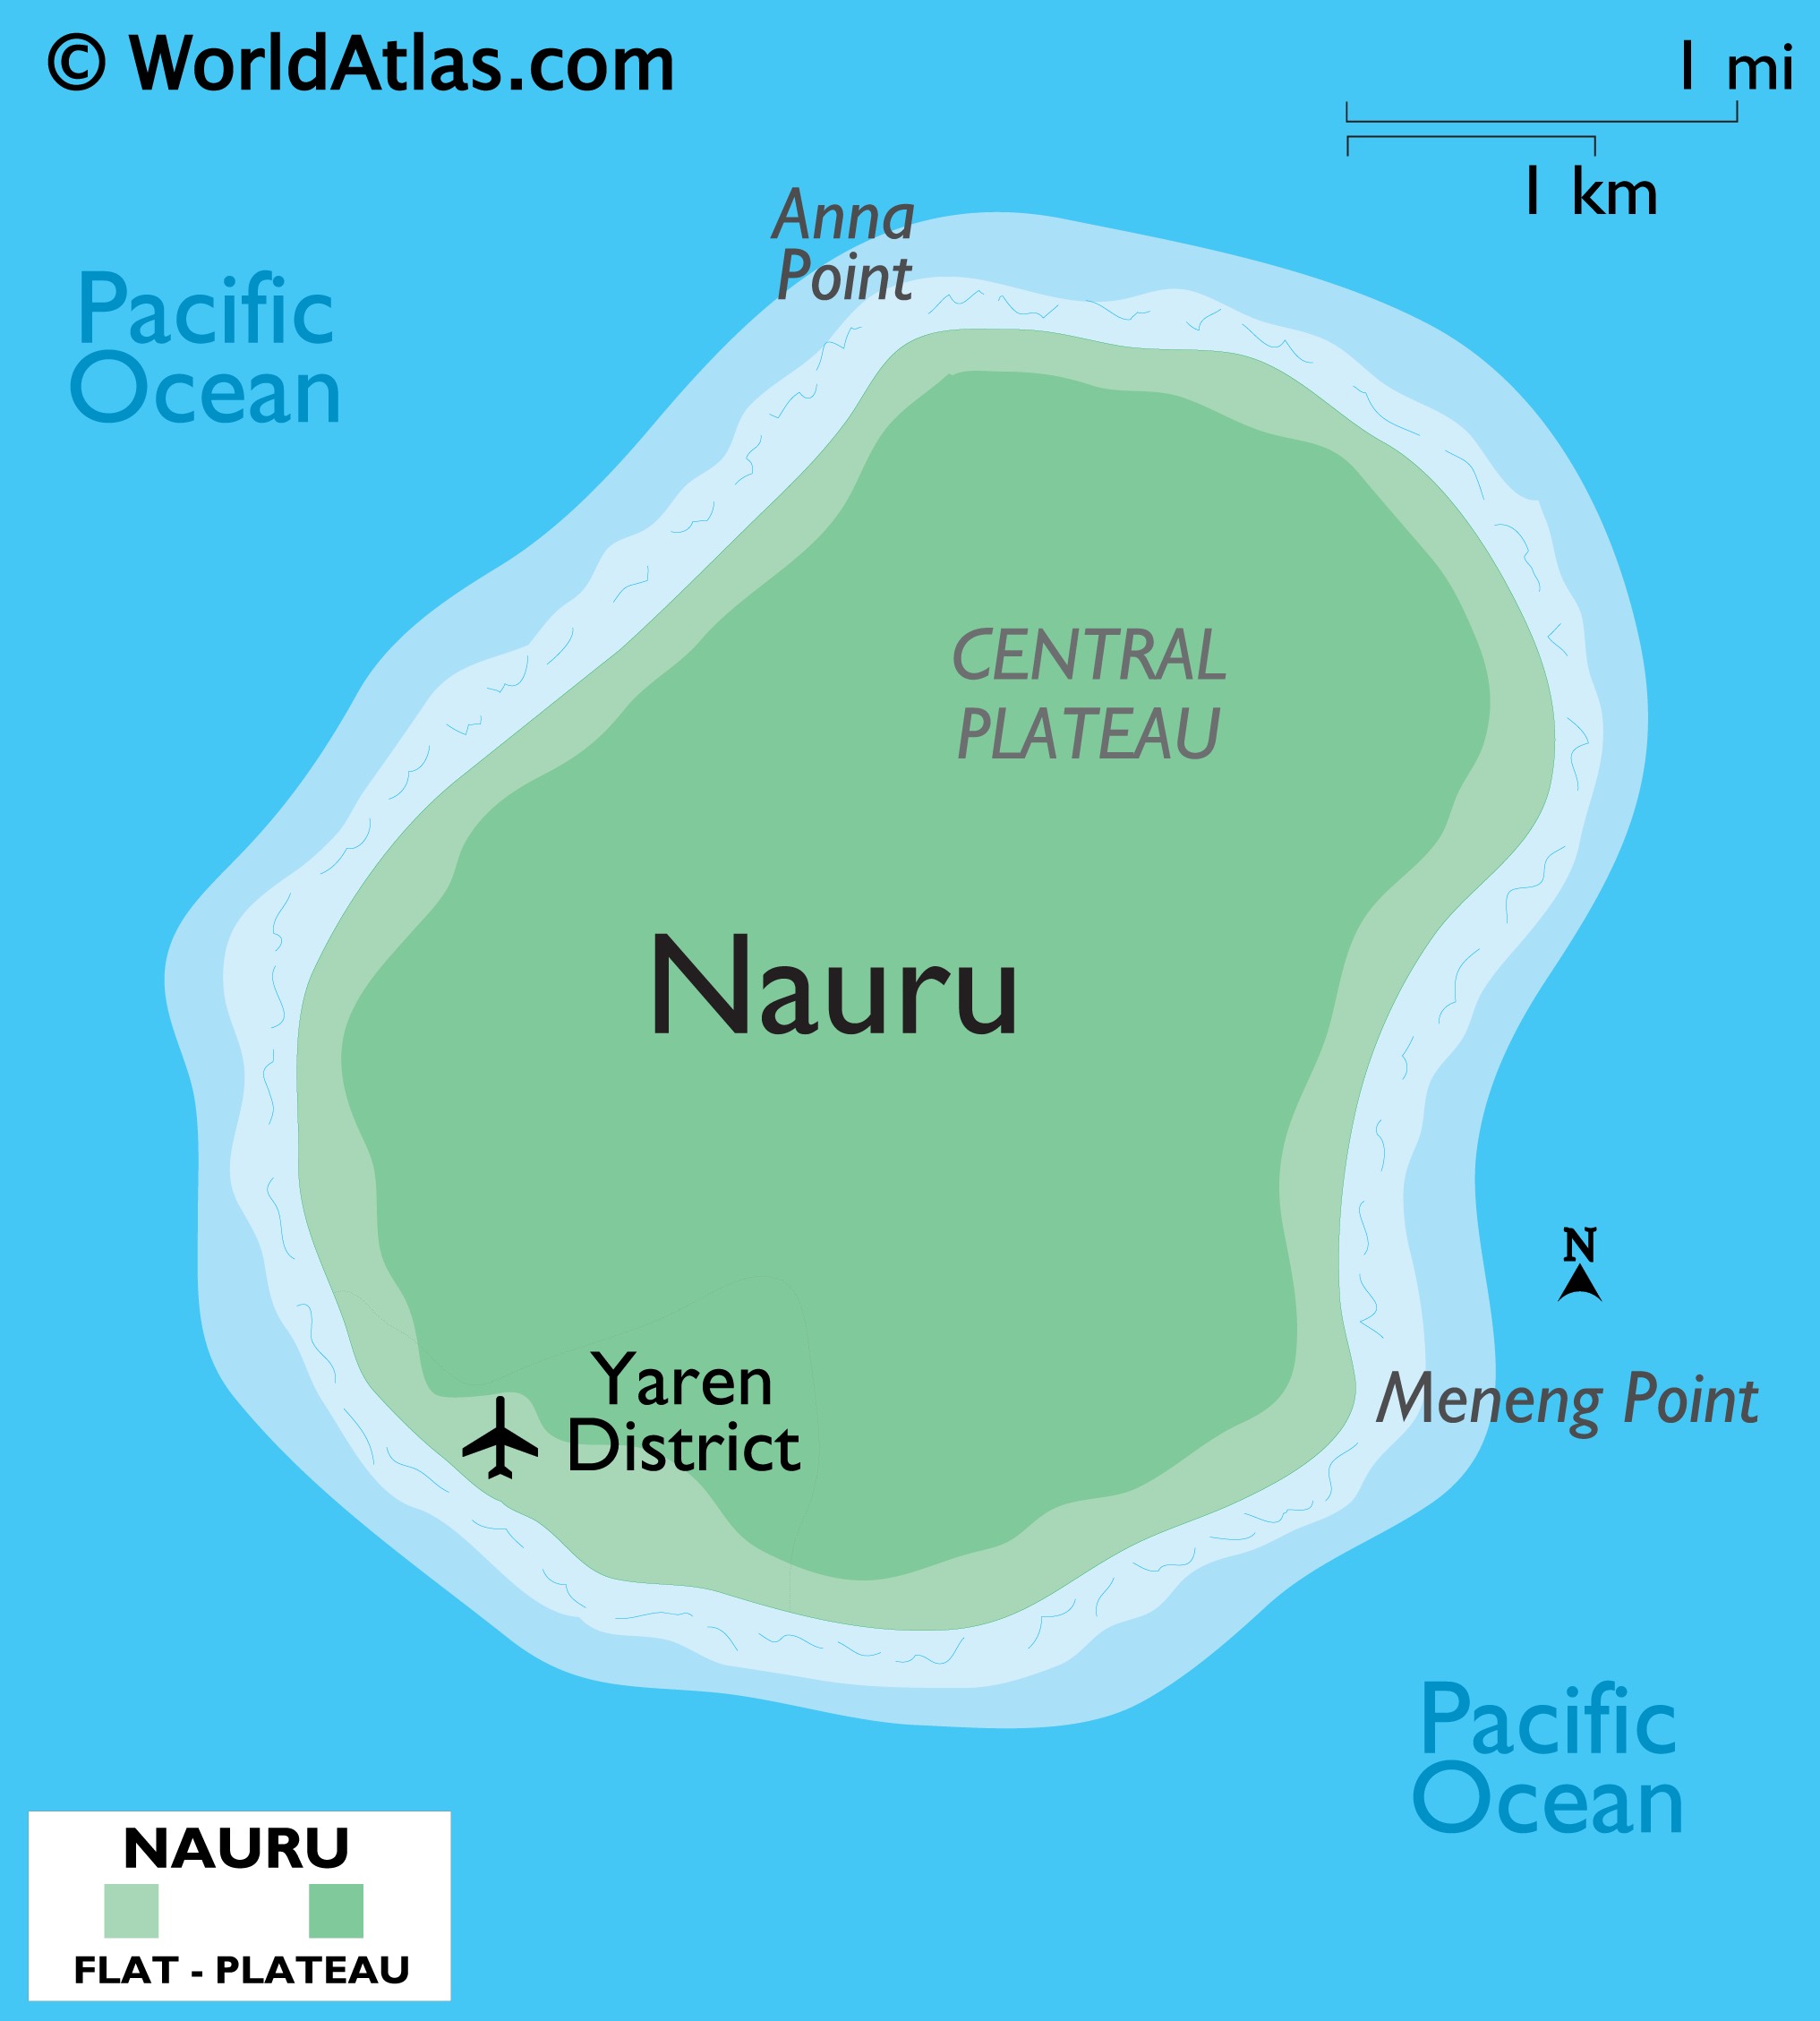 © WorldAtlas.com
1 mi
1 km
Anna
Point
Pacific
Ocean
CENTRAL
PLATEAU
Nauru
N
Yaren
District
Meneng Point
Pacific
Ocean
NAURU
FLAT - PLATEAU